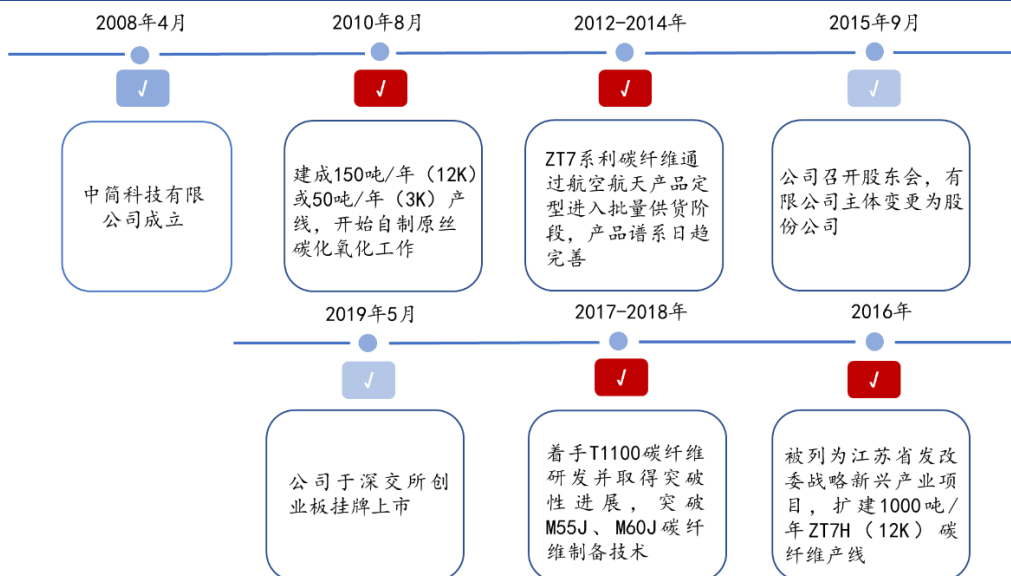 2008年4月
2010年8月
2012-2014年
2015年9月
√
√
√
√
中简科技有限
公司成立
建成150吨/年（12K）
或50吨/年（3K）产
线，开始自制原丝
碳化氧化工作
ZT7系利碳纤维通
过航空航天产品定
型进入批量供货阶
段，产品谱系日趋
完善
公司召开股东会，有
限公司主体变更为股
份公司
2019年5月
2017-2018年
2016年
√
√
√
公司于深交所创
业板挂牌上市
着手T1100碳纤维
研发并取得突破
性进展，突破
M55J、M60J碳纤
维制备技术
被列为江苏省发改
委战略新兴产业项
目，扩建1000吨/
年ZT7H（12K）碳
纤维产线